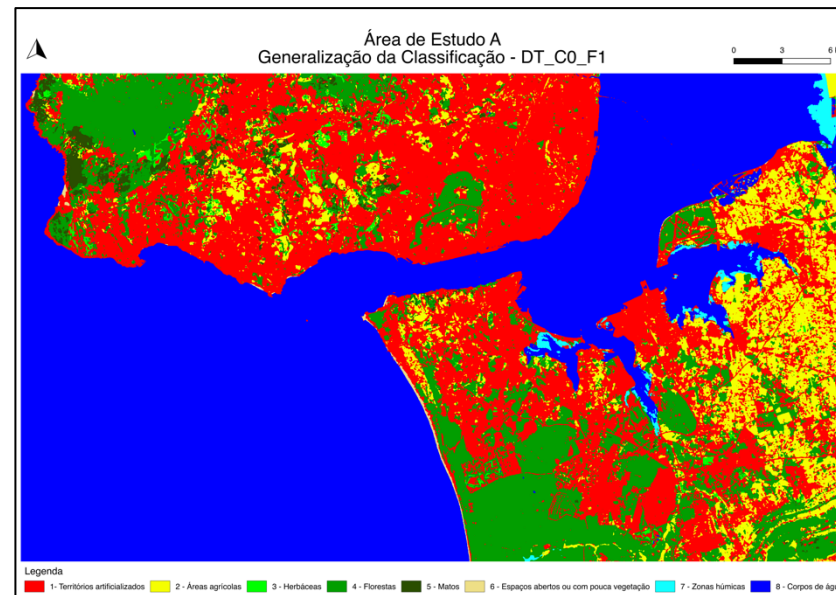 Área de Estudo A
Generalização da Classificação - DT_C0_F1
0 3 6
Legenda
1- Territórios artificializados 2 - Áreas agrícolas 3 - Herbáceas 4 - Florestas 5 - Matos 6 - Espaços abertos ou com pouca vegetação 7 - Zonas húmicas 8 - Corpos de